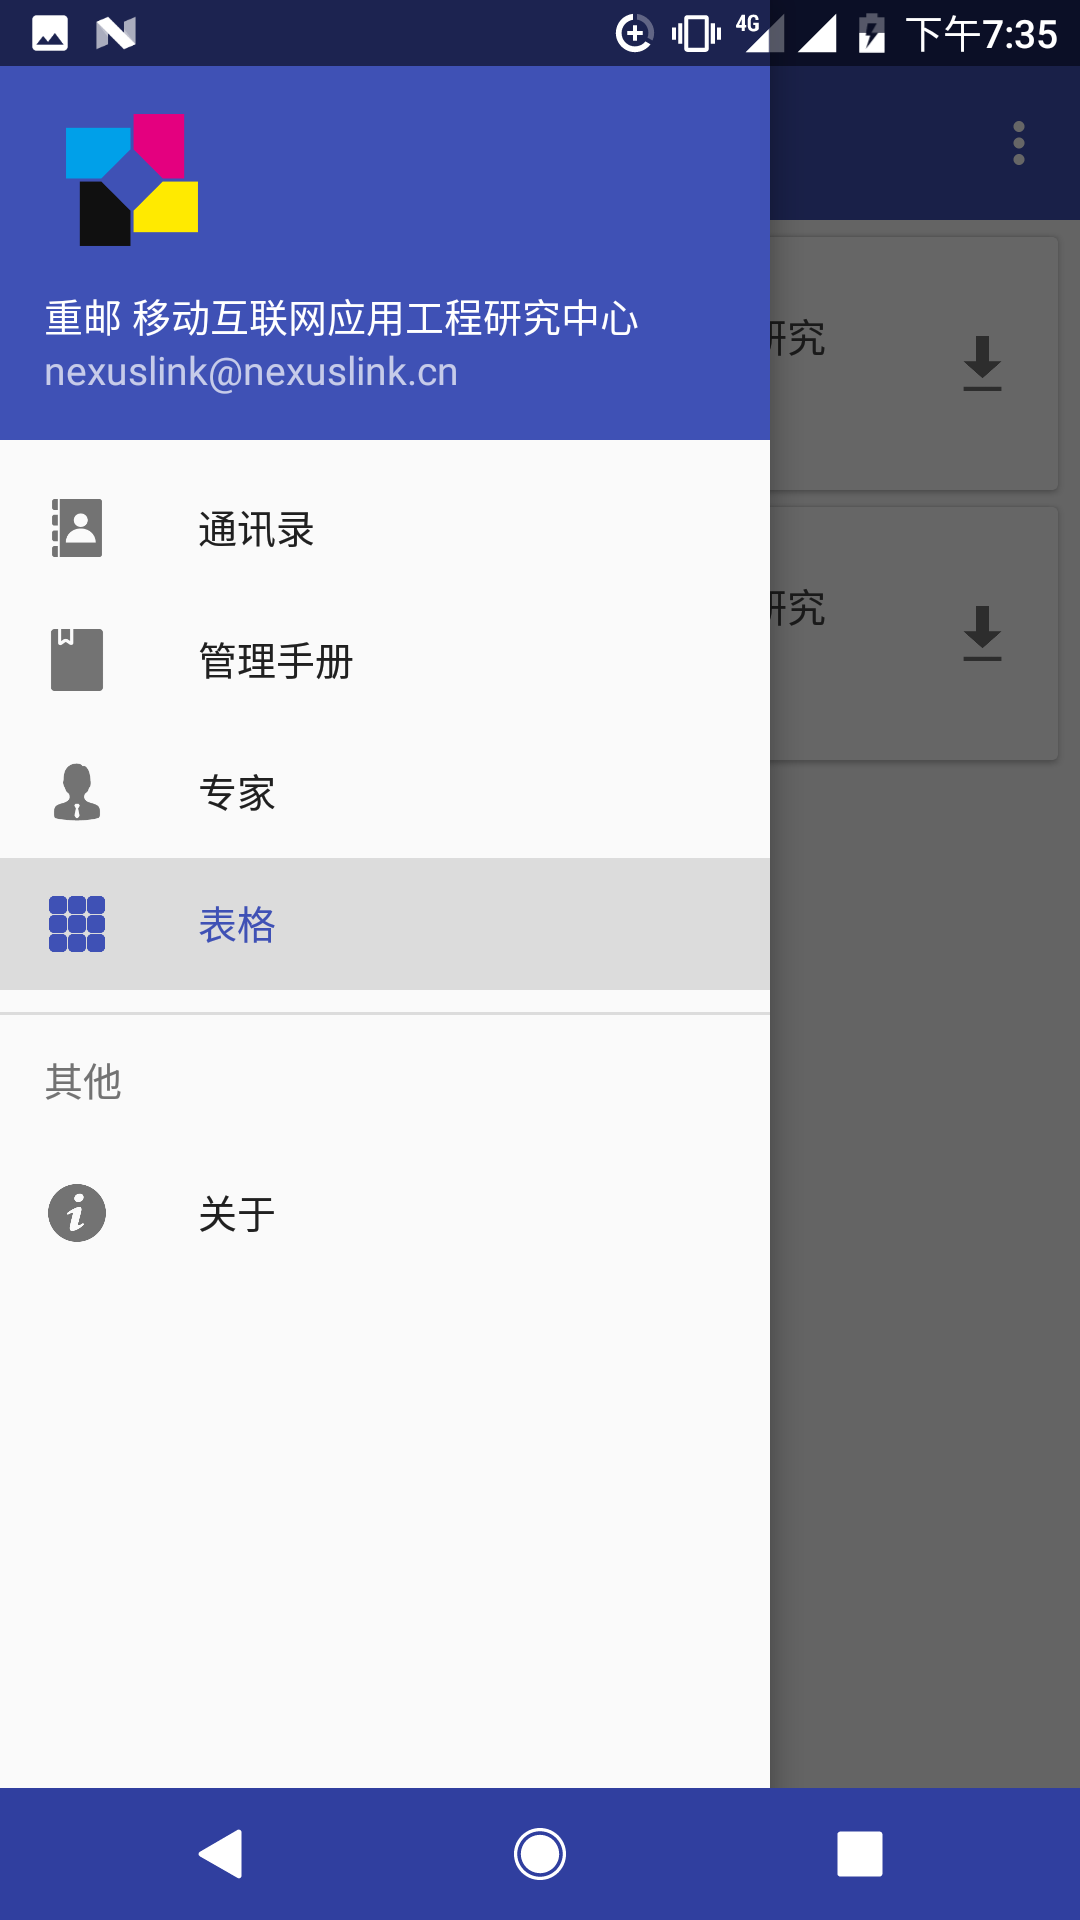 4G 下午7:35
重邮 移动互联网应用工程研究中心
nexuslink@nexuslink.cn
研究
通讯录
研究
管理手册
专家
表格
其他
关于